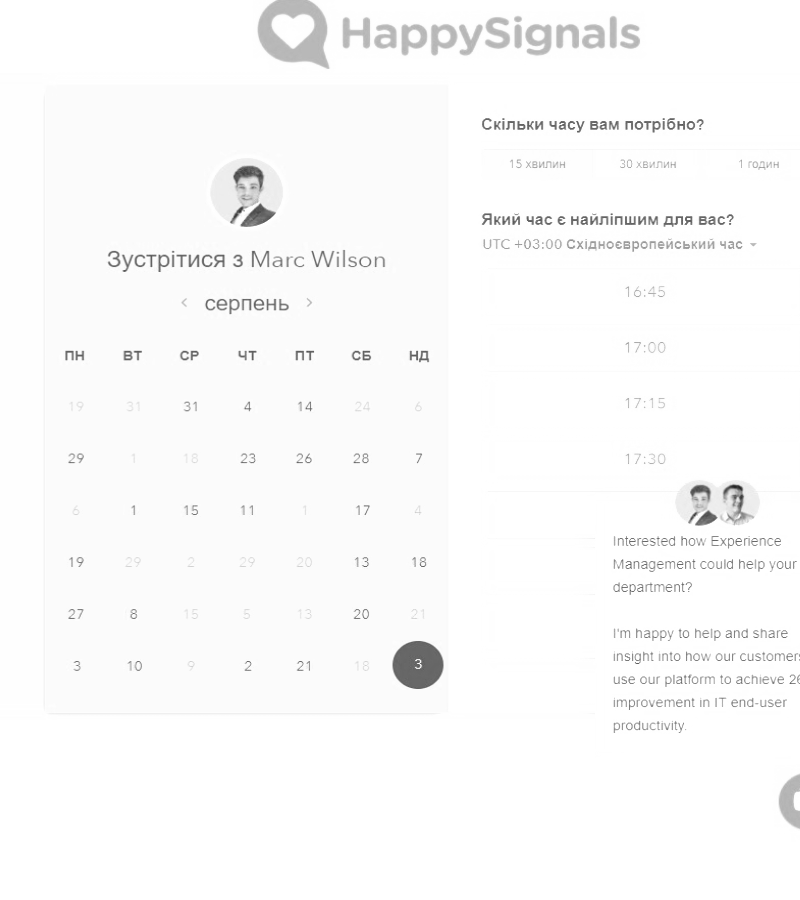 HappySignals
Зустрітися з Marc Wilson
серпень
ПН ВТ СР ЧТ ПТ СБ НД
19 31 31 4 14 24 6
29 1 18 23 26 28 7
6 1 15 11 1 17 4
19 29 2 29 20 13 18
27 8 15 5 13 20 21
3 10 9 2 21 18 3
Скільки часу вам потрібно?
15 хвилин 30 хвилин 1 годин
Який час є найліпшим для вас?
UTC +03:00 Східноєвропейський час
16:45
17:00
17:15
17:30
Interested how Experience
Management could help your
department?
I'm happy to help and share
insight into how our customers
use our platform to achieve 26
improvement in IT end-user
productivity.